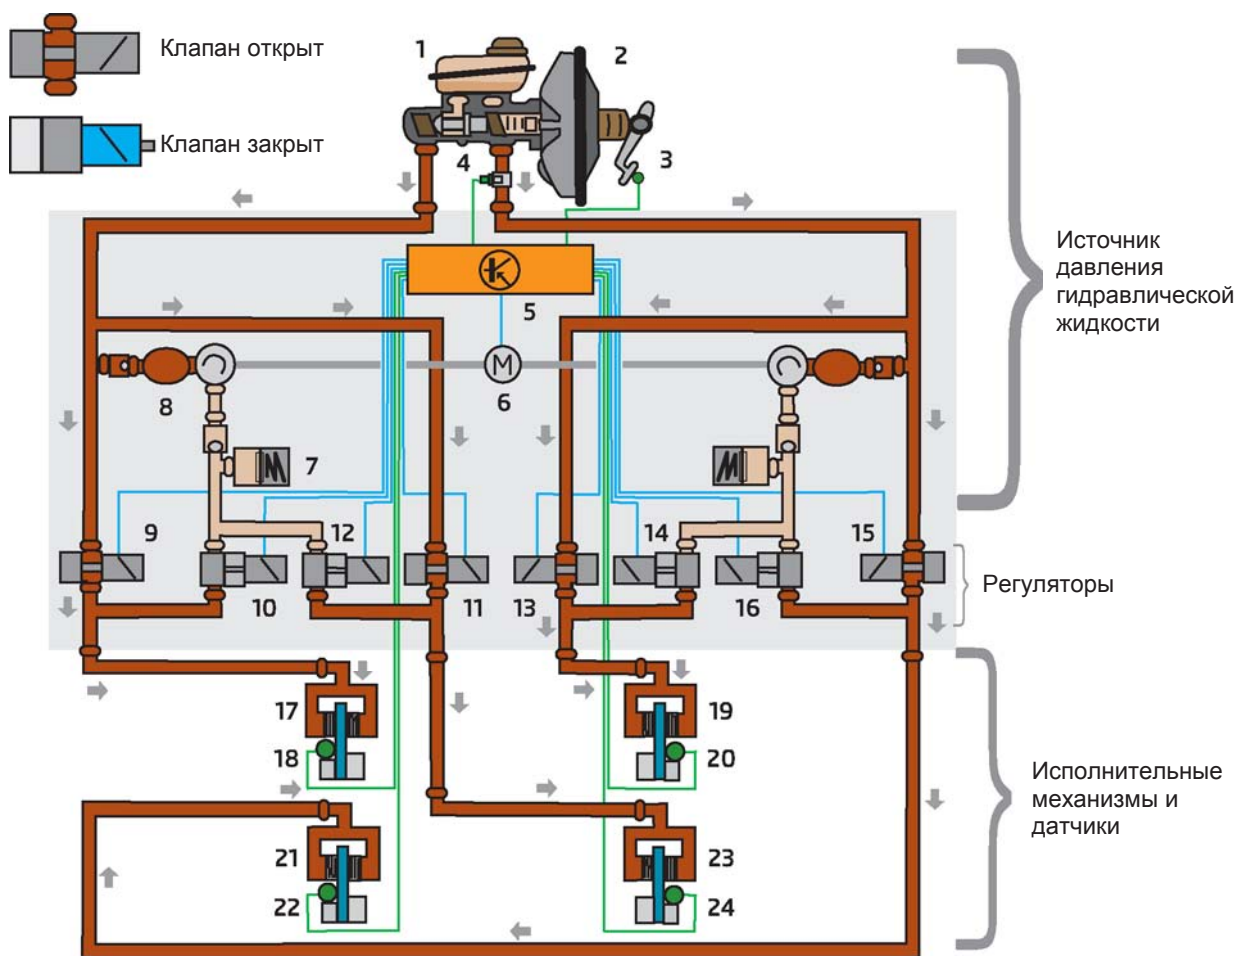 Клапан открыт
Клапан закрыт
1
2
3
4
5
6
7
8
9
10
11
12
13
14
15
16
17
18
19
20
21
22
23
24
M
Источник
давления
гидравлической
жидкости
Регуляторы
Исполнительные
механизмы и
датчики